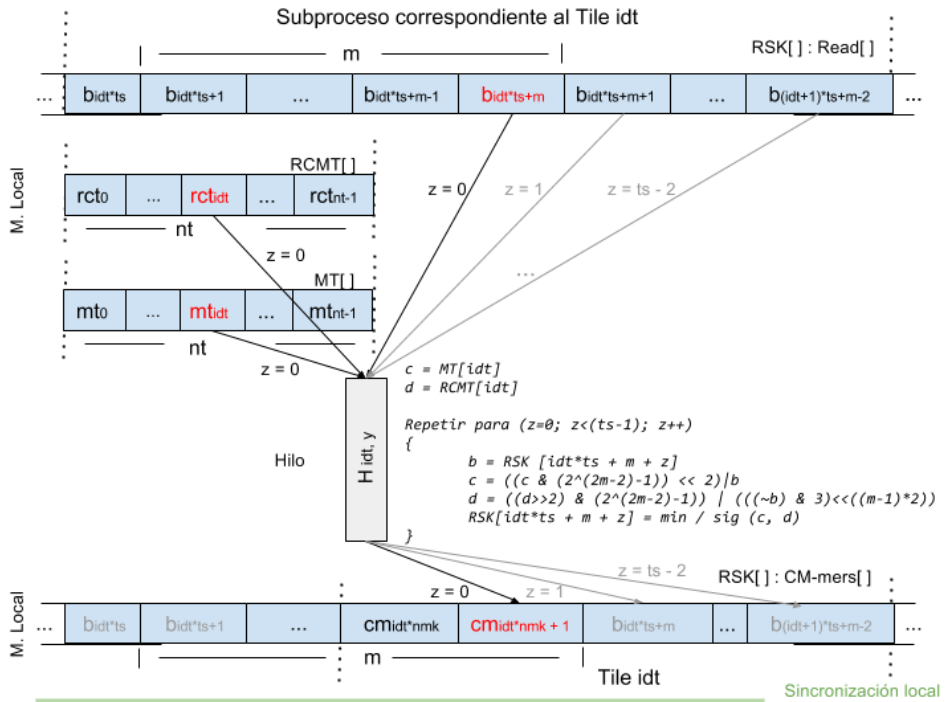 Subproceso correspondiente al Tile idt
m
RSK[ ] : Read[ ]
... bidt*ts bidt*ts+1 ... bidt*ts+m-1 bidt*ts+m bidt*ts+m+1 ... b(idt+1)*ts+m-2 ...
M. Local
RCMT[ ]
rct0 ... rctidt ... rctnt-1
nt
z = 0
z = 0
z = 1
z = ts - 2
...
MT[ ]
mt0 ... mtidt ... mtnt-1
nt
z = 0
c = MT[idt]
d = RCMT[idt]
Repetir para (z=0; z<(ts-1); z++)
{
b = RSK [idt*ts + m + z]
c = ((c & (2^(2m-2)-1)) << 2)|b
d = ((d>>2) & (2^(2m-2)-1)) | (((~b) & 3)<<((m-1)*2))
RSK[idt*ts + m + z] = min / sig (c, d)
}
Hilo
H idt, y
z = 0
z = 1
z = ts - 2
RSK[ ] : CM-mers[ ]
M. Local
... bidt*ts bidt*ts+1 ... cmidt*nmk cmidt*nmk + 1 bidt*ts+m ... b(idt+1)*ts+m-2 ...
m
Tile idt
Sincronización local